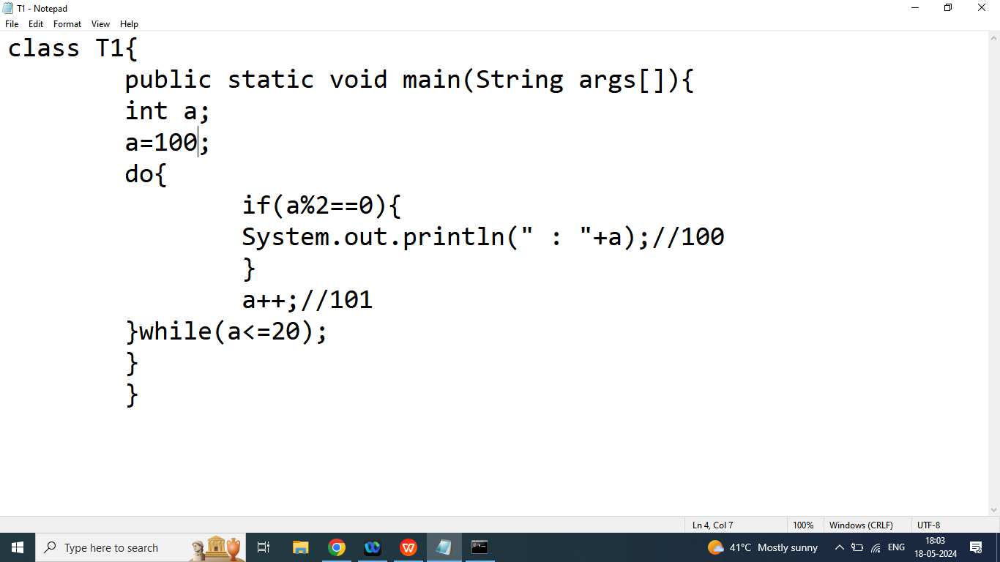 T1 - Notepad
File Edit Format View Help
class T1{
public static void main(String args[]){
int a;
a=100;
do{
if(a%2==0){
System.out.println(" : "+a);//100
}
a++;//101
}while(a<=20);
}
}
Ln 4, Col 7 100% Windows (CRLF) UTF-8
Type here to search
41°C Mostly sunny
ENG
18:03
18-05-2024